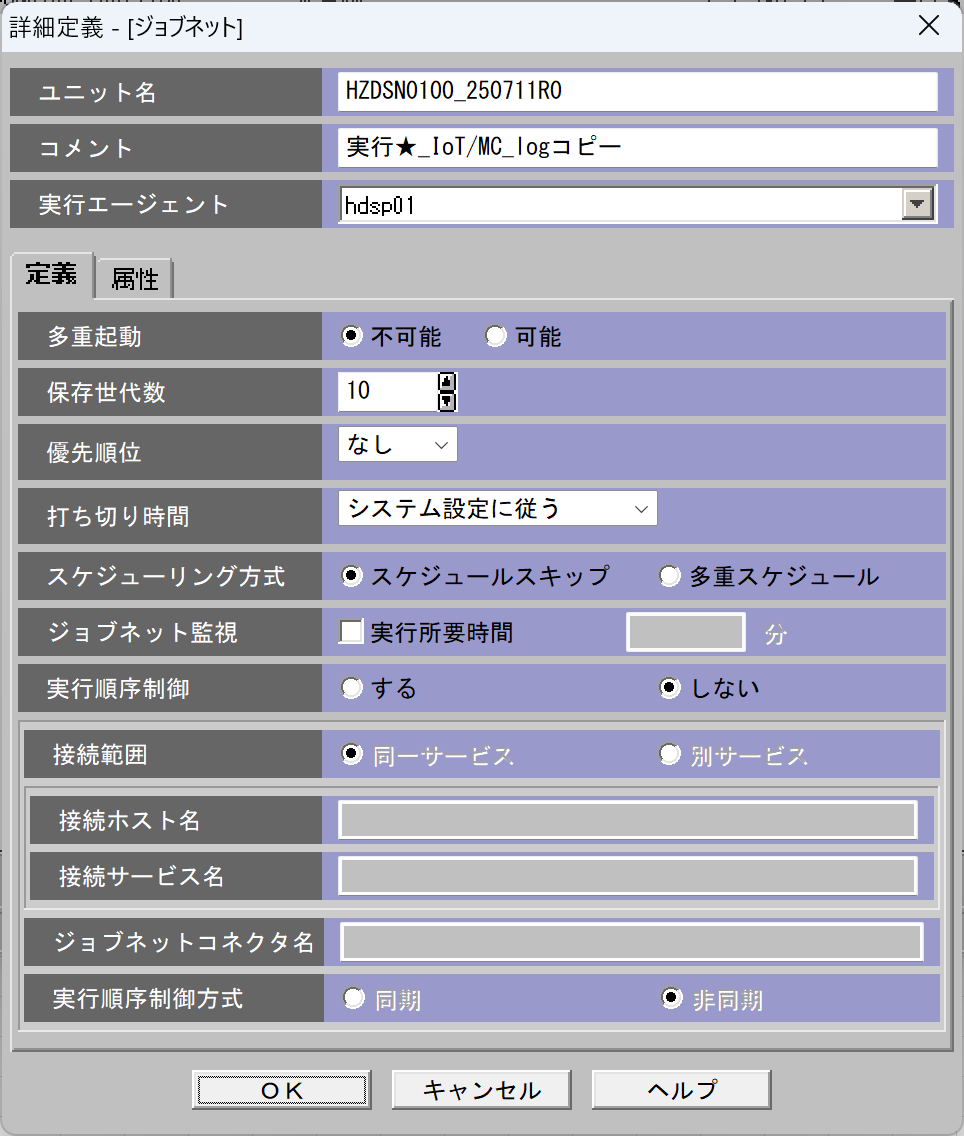 詳細定義 - [ジョブネット]
ユニット名 HZDSN0100_250711R0
コメント 実行★_IoT/MC_logコピー
実行エージェント hdsp01
定義 属性
多重起動 不可能 可能
保存世代数 10
優先順位 なし
打ち切り時間 システム設定に従う
スケジューリング方式 スケジュールスキップ 多重スケジュール
ジョブネット監視 実行所要時間 分
実行順序制御 する しない
接続範囲 同一サービス 別サービス
接続ホスト名
接続サービス名
ジョブネットコネクタ名
実行順序制御方式 同期 非同期
OK キャンセル ヘルプ